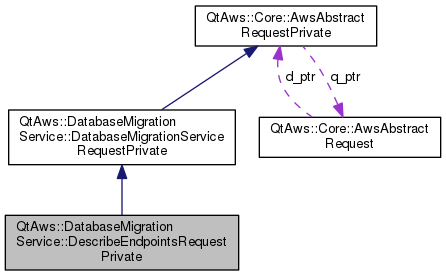 QtAws::Core::AwsAbstract
RequestPrivate
d_ptr
q_ptr
QtAws::DatabaseMigration
Service::DatabaseMigrationService
RequestPrivate
QtAws::Core::AwsAbstract
Request
QtAws::DatabaseMigration
Service::DescribeEndpointsRequest
Private